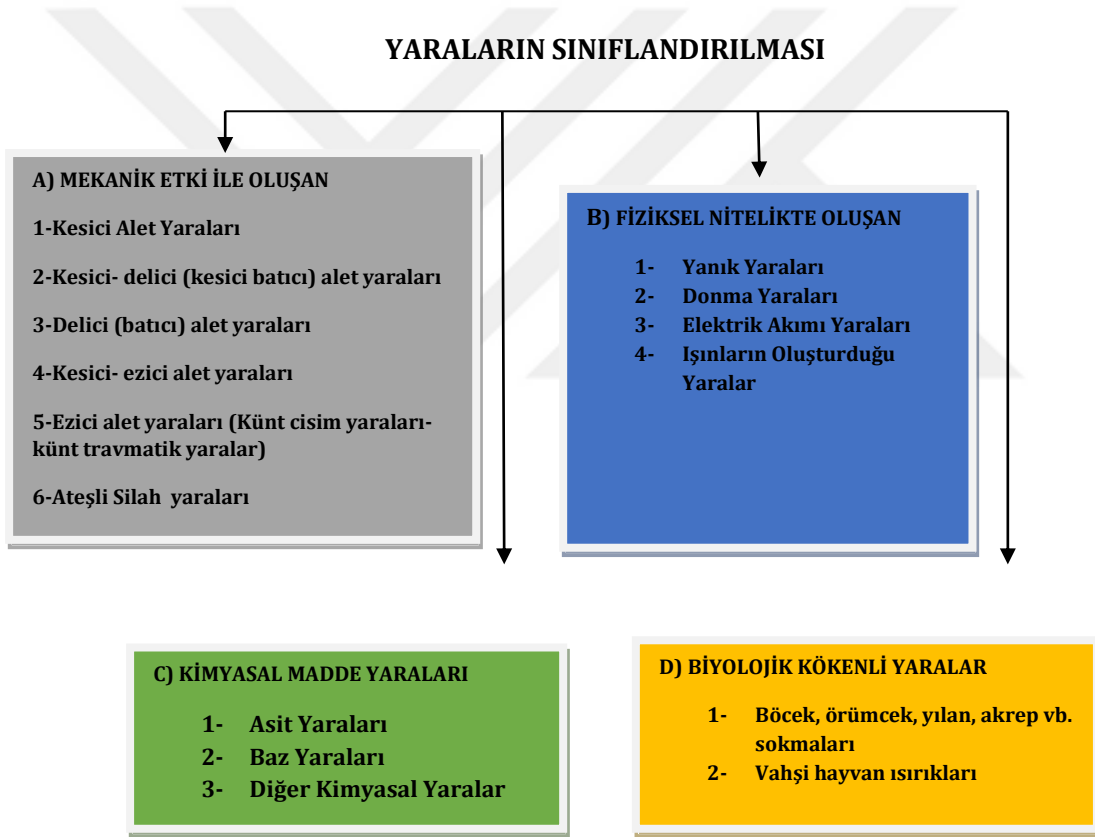 YARALARIN SINIFLANDIRILMASI
A) MEKANİK ETKİ İLE OLUŞAN
1-Kesici Alet Yaraları
2-Kesici- delici (kesici batıcı) alet yaraları
3-Delici (batıcı) alet yaraları
4-Kesici- ezici alet yaraları
5-Ezici alet yaraları (Künt cisim yaraları-
künt travmatik yaralar)
6-Ateşli Silah yaraları
B) FİZİKSEL NİTELİKTE OLUŞAN
1- Yanık Yaraları
2- Donma Yaraları
3- Elektrik Akımı Yaraları
4- Işınların Oluşturduğu
Yaralar
C) KİMYASAL MADDE YARALARI
1- Asit Yaraları
2- Baz Yaraları
3- Diğer Kimyasal Yaralar
D) BİYOLOJİK KÖKENLİ YARALAR
1- Böcek, örümcek, yılan, akrep vb.
sokmaları
2- Vahşi hayvan ısırıkları